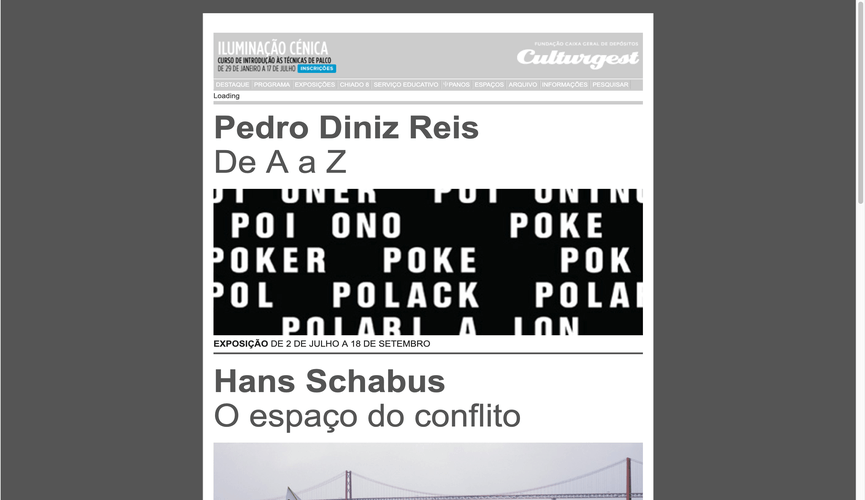 ILUMINAÇÃO CÉNICA
CURSO DE INTRODUÇÃO ÀS TÉCNICAS DE PALCO
DE 29 DE JANEIRO A 17 DE JULHO INSCRIÇÕES
FUNDAÇÃO CAIXA GERAL DE DEPÓSITOS
Culturgest
DESTAQUE PROGRAMA EXPOSIÇÕES CHIADO 8 SERVIÇO EDUCATIVO PANOS ESPAÇOS ARQUIVO INFORMAÇÕES PESQUISAR
Loading
Pedro Diniz Reis
De A a Z
POI ONO POKE
POKER POKE POK
POL POLACK POLA
EXPOSIÇÃO DE 2 DE JULHO A 18 DE SETEMBRO
Hans Schabus
O espaço do conflito